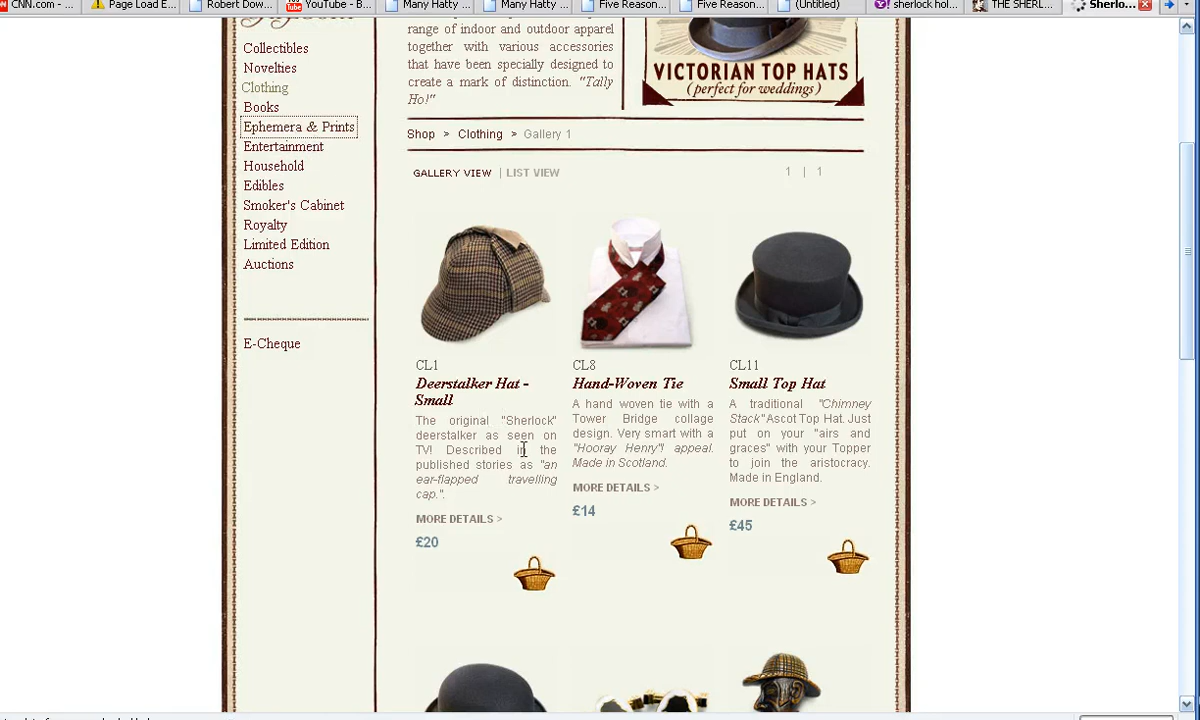 CNN.com - ...
Page Load E...
Robert Dow...
YouTube - B...
Many Hatty ...
Many Hatty ...
Five Reason...
Five Reason...
(Untitled)
sherlock hol...
THE SHERL...
Sherlo...
Collectibles
Novelties
Clothing
Books
Ephemera & Prints
Entertainment
Household
Edibles
Smoker's Cabinet
Royalty
Limited Edition
Auctions
E-Cheque
range of indoor and outdoor apparel
together with various accessories
that have been specially designed to
create a mark of distinction. "Tally
Ho!"
VICTORIAN TOP HATS
(perfect for weddings)
Shop » Clothing » Gallery 1
GALLERY VIEW | LIST VIEW
1 | 1
CL1
Deerstalker Hat -
Small
The original "Sherlock"
deerstalker as seen on
TV! Described in the
published stories as "an
ear-flapped travelling
cap.".
MORE DETAILS >
£20
CL8
Hand-Woven Tie
A hand woven tie with a
Tower Bridge collage
design. Very smart with a
"Hooray Henry"! appeal.
Made in Scotland.
MORE DETAILS >
£14
CL11
Small Top Hat
A traditional "Chimney
Stack" Ascot Top Hat. Just
put on your "airs and
graces" with your Topper
to join the aristocracy.
Made in England.
MORE DETAILS >
£45